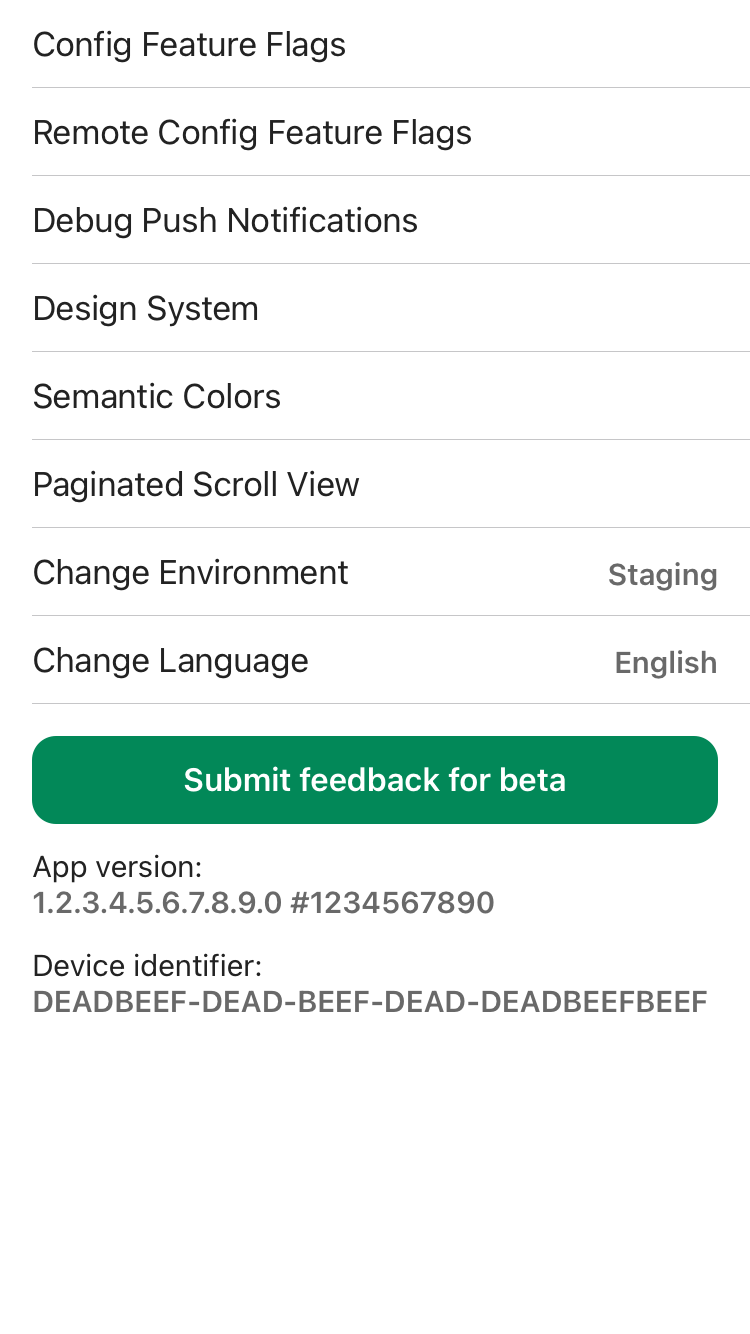 Config Feature Flags
Remote Config Feature Flags
Debug Push Notifications
Design System
Semantic Colors
Paginated Scroll View
Change Environment Staging
Change Language English
Submit feedback for beta
App version:
1.2.3.4.5.6.7.8.9.0 #1234567890
Device identifier:
DEADBEEF-DEAD-BEEF-DEAD-DEADBEEFBEEF